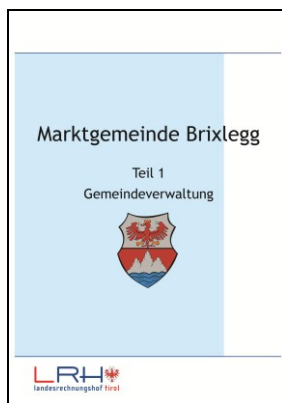 Marktgemeinde Brixlegg
Teil 1
Gemeindeverwaltung
LRH
landesrechnungshof tirol